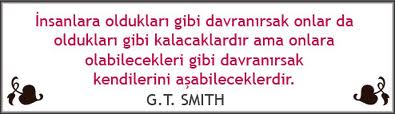 İnsanlara oldukları gibi davranırsak onlar da
oldukları gibi kalacaklardır ama onlara
olabilecekleri gibi davranırsak
kendilerini aşabileceklerdir.
G.T. SMITH